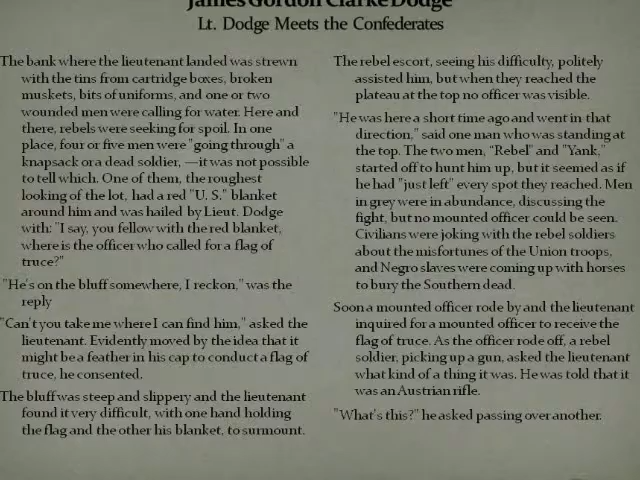 James Gordon Clarke Dodge
Lt. Dodge Meets the Confederates
The bank where the lieutenant landed was strewn
with the tins from cartridge boxes, broken
muskets, bits of uniforms, and one or two
wounded men were calling for water. Here and
there, rebels were seeking for spoil. In one
place, four or five men were "going through" a
knapsack or a dead soldier, —it was not possible
to tell which. One of them, the roughest
looking of the lot, had a red "U. S." blanket
around him and was hailed by Lieut. Dodge
with: "I say, you fellow with the red blanket,
where is the officer who called for a flag of
truce?"
"He's on the bluff somewhere, I reckon," was the
reply
"Can't you take me where I can find him," asked the
lieutenant. Evidently moved by the idea that it
might be a feather in his cap to conduct a flag of
truce, he consented.
The bluff was steep and slippery and the lieutenant
found it very difficult, with one hand holding
the flag and the other his blanket, to surmount.
The rebel escort, seeing his difficulty, politely
assisted him, but when they reached the
plateau at the top no officer was visible.
"He was here a short time ago and went in that
direction," said one man who was standing at
the top. The two men, "Rebel" and "Yank,"
started off to hunt him up, but it seemed as if
he had "just left" every spot they reached. Men
in grey were in abundance, discussing the
fight, but no mounted officer could be seen.
Civilians were joking with the rebel soldiers
about the misfortunes of the Union troops,
and Negro slaves were coming up with horses
to bury the Southern dead.
Soon a mounted officer rode by and the lieutenant
inquired for a mounted officer to receive the
flag of truce. As the officer rode off, a rebel
soldier, picking up a gun, asked the lieutenant
what kind of a thing it was. He was told that it
was an Austrian rifle.
"What's this?" he asked passing over another.